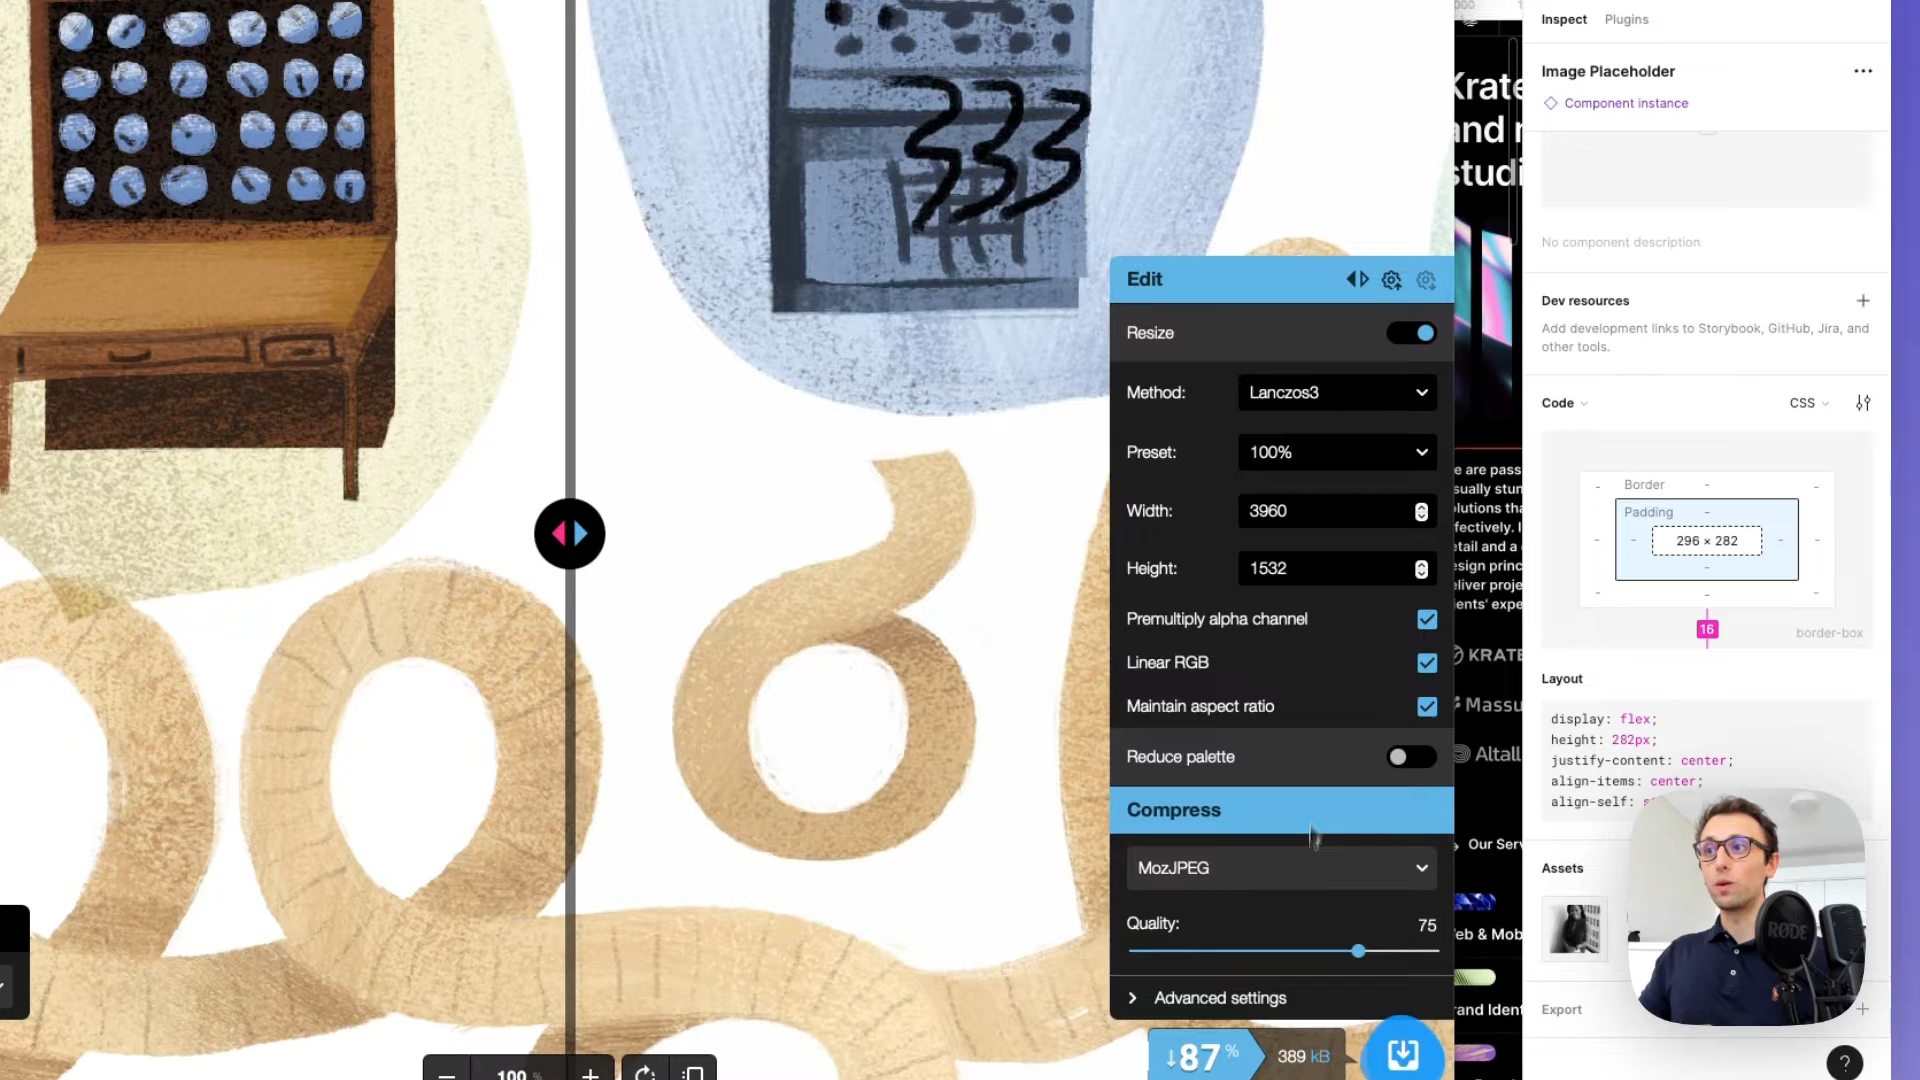 Edit
Resize
Method: Lanczos3
Preset: 100%
Width: 3960
Height: 1532
Premultiply alpha channel
Linear RGB
Maintain aspect ratio
Reduce palette
Compress
MozJPEG
Quality: 75
Advanced settings
↓87 % 389 kB
100 %
Krate
and
studi
e are pass
sually stun
lutions tha
fectively. I
etail and a
esign princ
eliver proje
ients' expe
KRATE
Massu
Altall
Our Serv
eb & Mob
and Ident
Inspect Plugins
Image Placeholder
Component instance
No component description
Dev resources
Add development links to Storybook, GitHub, Jira, and
other tools.
Code CSS
Border -
Padding -
- - 296 × 282 - -
-
-
16
border-box
Layout
display: flex;
height: 282px;
justify-content: center;
align-items: center;
align-self:
Assets
RØDE
Export
?